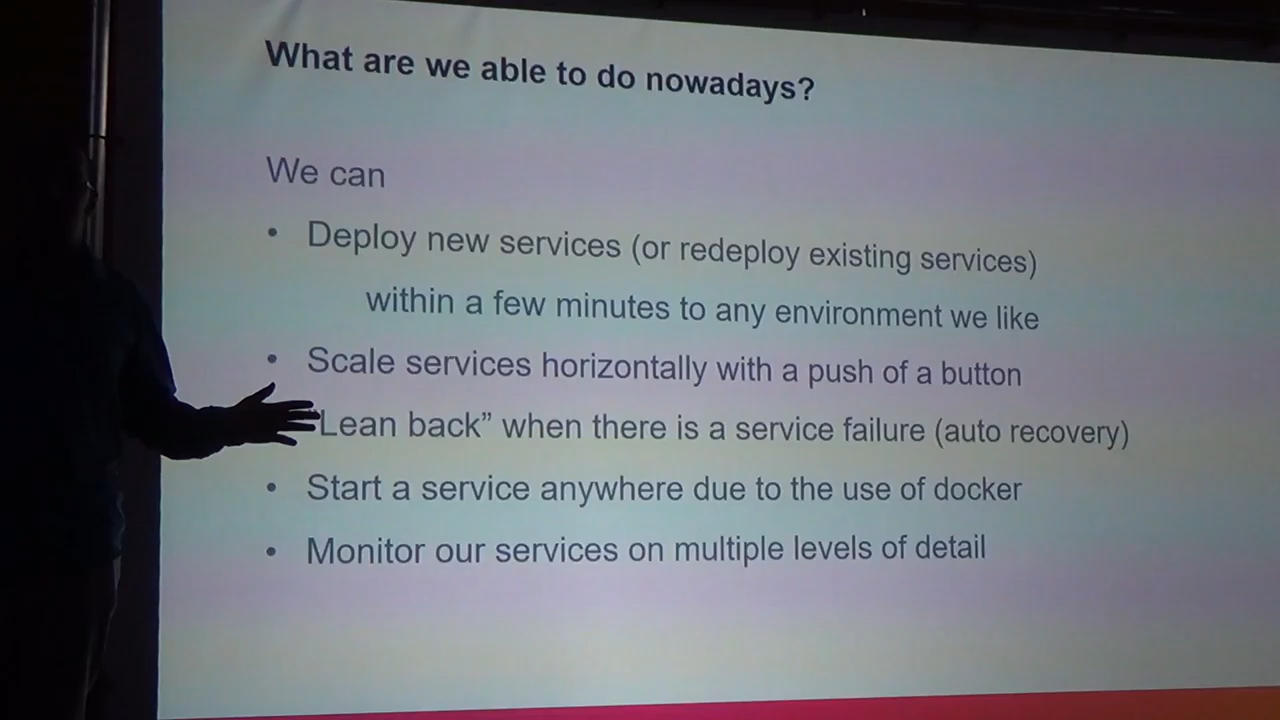 What are we able to do nowadays?
We can
• Deploy new services (or redeploy existing services)
within a few minutes to any environment we like
• Scale services horizontally with a push of a button
“Lean back” when there is a service failure (auto recovery)
• Start a service anywhere due to the use of docker
• Monitor our services on multiple levels of detail